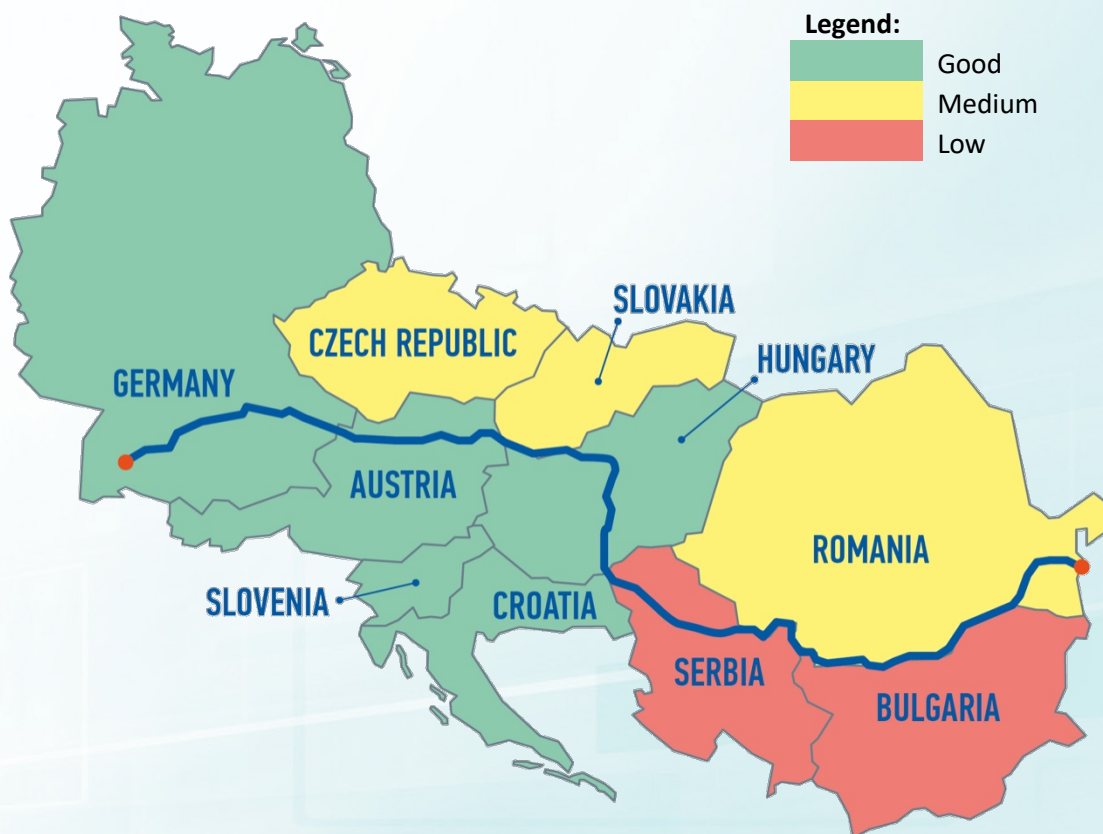 Legend:
Good
Medium
Low
SLOVAKIA
CZECH REPUBLIC
HUNGARY
GERMANY
AUSTRIA
ROMANIA
SLOVENIA
CROATIA
SERBIA
BULGARIA